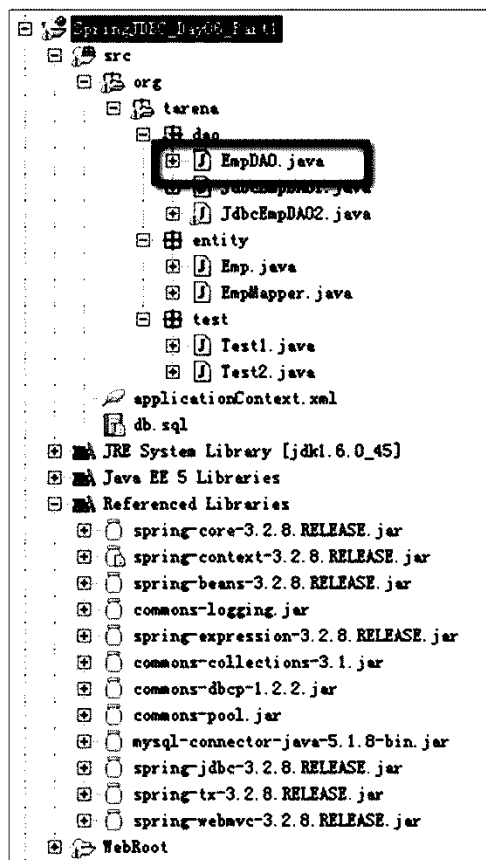 SpringJDBC_Day06_Part1
src
org
tarena
dao
EmpDAO.java
JdbcEmpDAO1.java
JdbcEmpDAO2.java
entity
Emp.java
EmpMapper.java
test
Test1.java
Test2.java
applicationContext.xml
db.sql
JRE System Library [jdk1.6.0_45]
Java EE 5 Libraries
Referenced Libraries
spring-core-3.2.8.RELEASE.jar
spring-context-3.2.8.RELEASE.jar
spring-beans-3.2.8.RELEASE.jar
commons-logging.jar
spring-expression-3.2.8.RELEASE.jar
commons-collections-3.1.jar
commons-dbcp-1.2.2.jar
commons-pool.jar
mysql-connector-java-5.1.8-bin.jar
spring-jdbc-3.2.8.RELEASE.jar
spring-tx-3.2.8.RELEASE.jar
spring-webmvc-3.2.8.RELEASE.jar
WebRoot